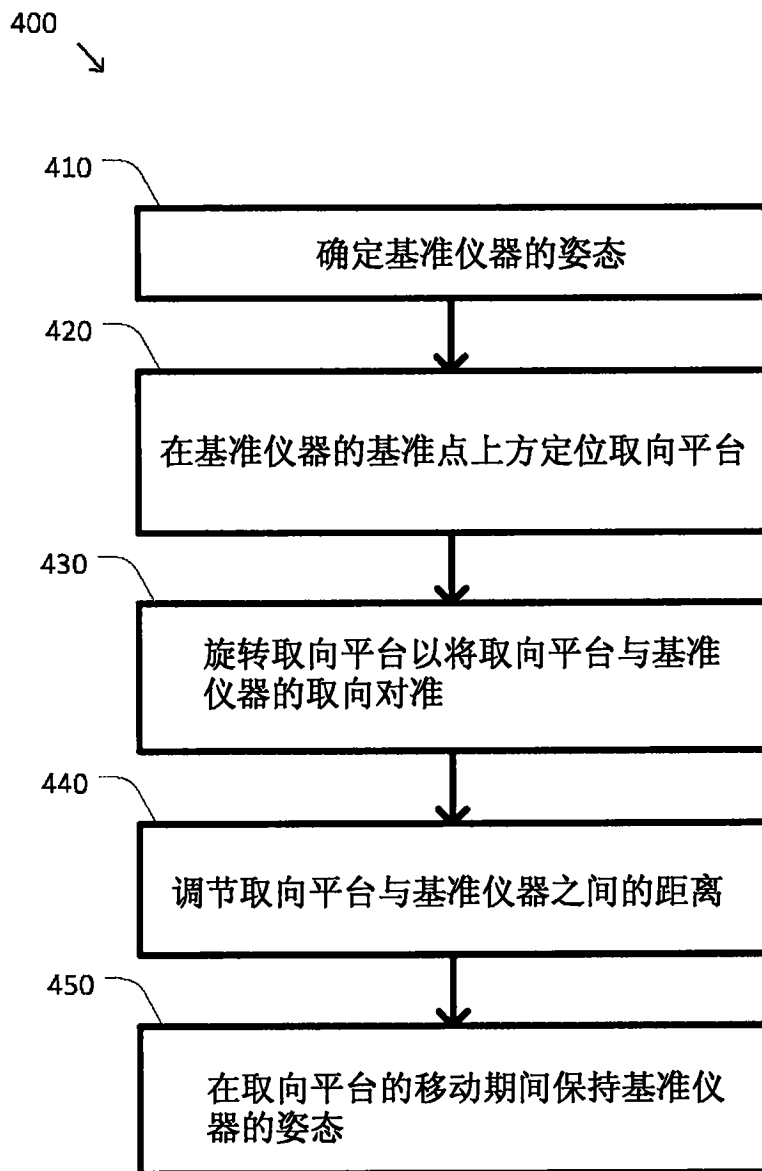 400
410
确定基准仪器的姿态
420
在基准仪器的基准点上方定位取向平台
430
旋转取向平台以将取向平台与基准
仪器的取向对准
440
调节取向平台与基准仪器之间的距离
450
在取向平台的移动期间保持基准仪
器的姿态